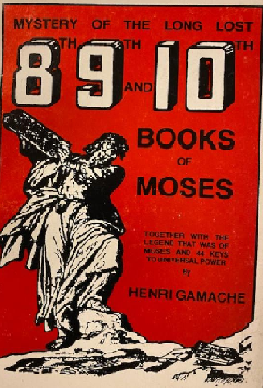 MYSTERY OF THE LONG LOST
8TH 9TH AND 10TH
BOOKS
OF
MOSES
TOGETHER WITH THE
LEGEND THAT WAS OF
MOSES AND 44 KEYS
TO UNIVERSAL POWER
by
HENRI GAMACHE